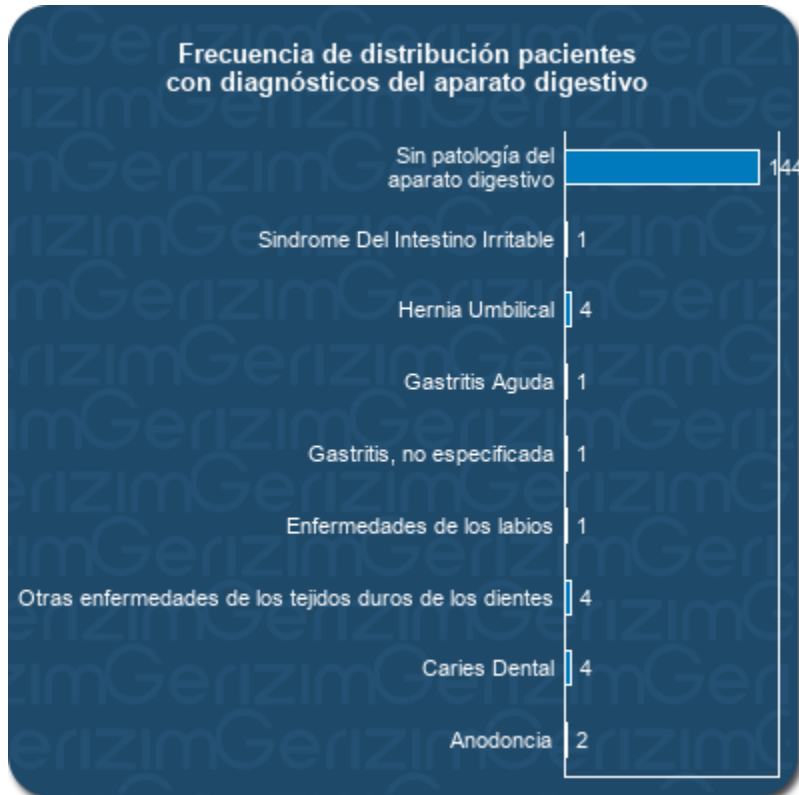 Frecuencia de distribución pacientes
con diagnósticos del aparato digestivo
Sin patología del
aparato digestivo
144
Sindrome Del Intestino Irritable 1
Hernia Umbilical 4
Gastritis Aguda 1
Gastritis, no especificada 1
Enfermedades de los labios 1
Otras enfermedades de los tejidos duros de los dientes 4
Caries Dental 4
Anodoncia 2